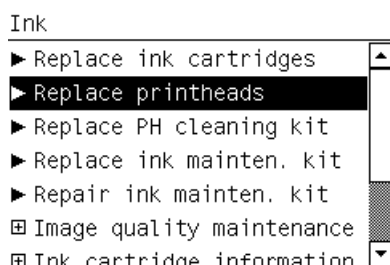 Ink
Replace ink cartridges
Replace printheads
Replace PH cleaning kit
Replace ink mainten. kit
Repair ink mainten. kit
Image quality maintenance
Ink cartridge information